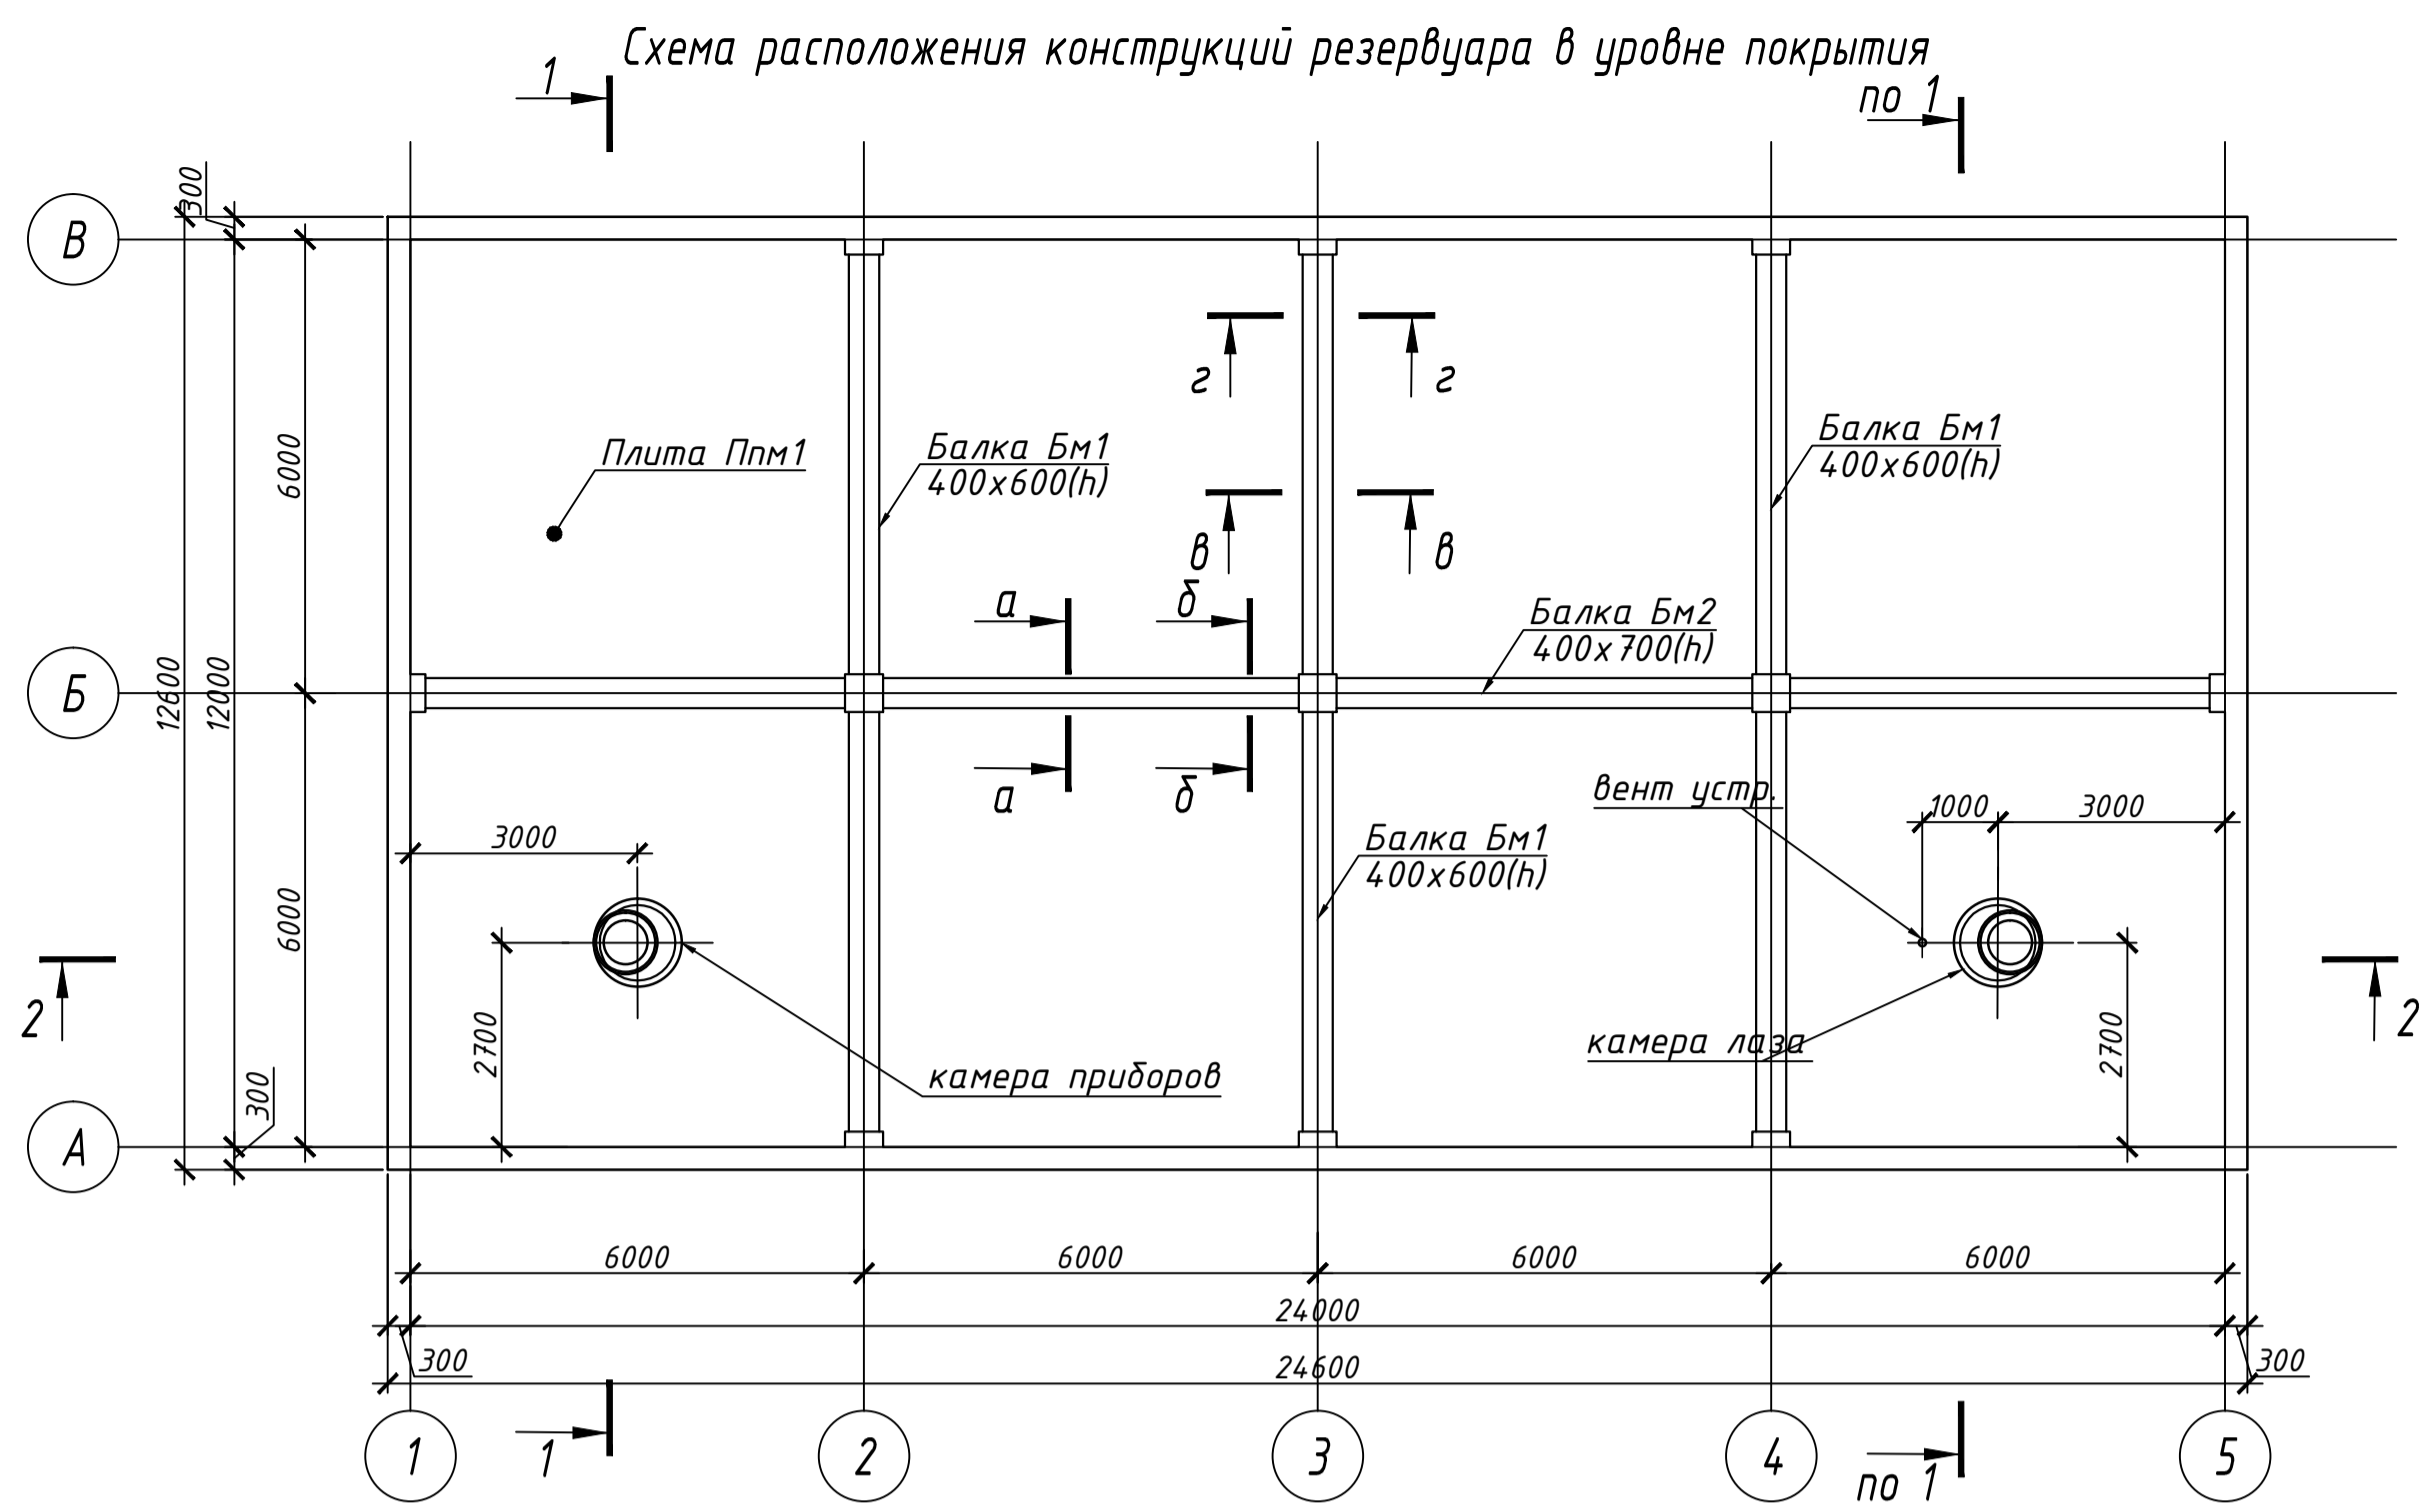 Схема расположения конструкций резервуара в уровне покрытия
1
по 1
300
В
6000
Плита Ппм1
Балка Бм1
400х600(h)
г
г
Балка Бм1
400х600(h)
в
в
а
б
Балка Бм2
400х700(h)
12600
12000
Б
а
б
вент устр.
1000
3000
3000
Балка Бм1
400х600(h)
6000
2
2
2700
камера приборов
камера лаза
2700
300
А
6000
6000
6000
6000
24000
300
24600
300
1
по 1
1
2
3
4
5